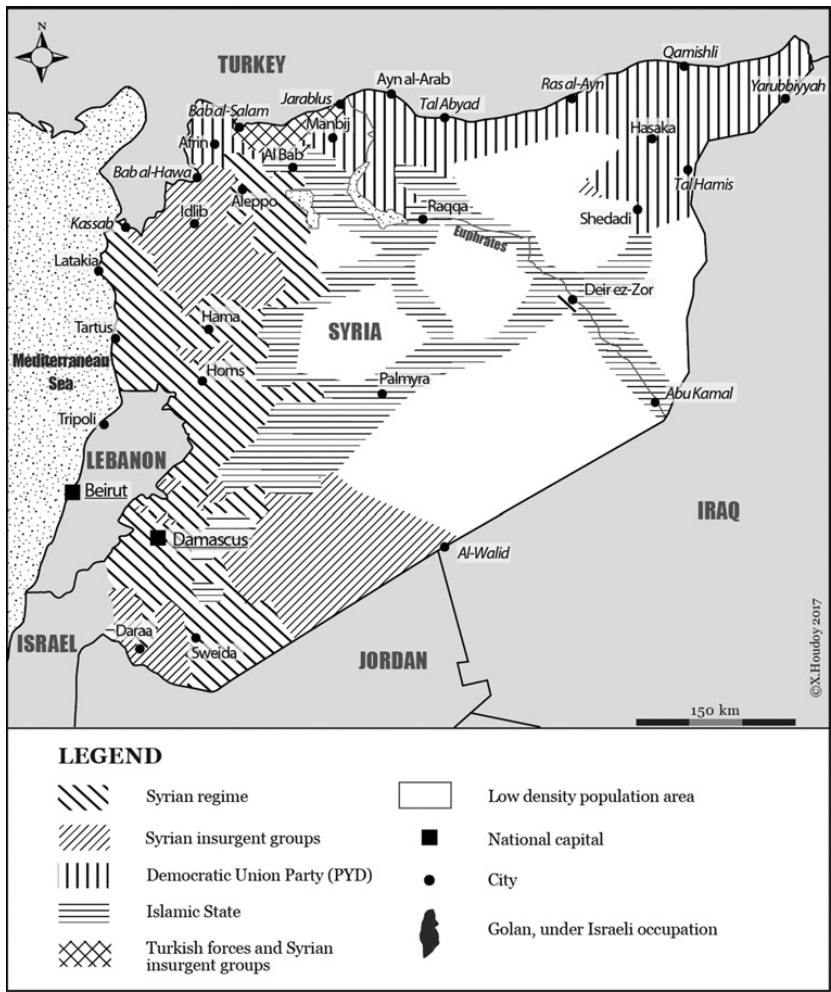 N
TURKEY
Qamishli
Ayn al-Arab
Ras al-Ayn
Yarubbiyyah
Jarablus
Tal Abyad
Bab al-Salam
Manbij
Hasaka
Afrin
Al Bab
Bab al-Hawa
Tal Hamis
Aleppo
Raqqa
Idlib
Shedadi
Kassab
Euphrates
Latakia
Deir ez-Zor
Hama
SYRIA
Tartus
Mediterranean
Sea
Homs
Palmyra
Abu Kamal
Tripoli
LEBANON
Beirut
IRAQ
Damascus
Al-Walid
ISRAEL
Daraa
Sweida
JORDAN
©X.Houdoy 2017
150 km
LEGEND
Syrian regime
Syrian insurgent groups
Democratic Union Party (PYD)
Islamic State
Turkish forces and Syrian
insurgent groups
Low density population area
National capital
City
Golan, under Israeli occupation